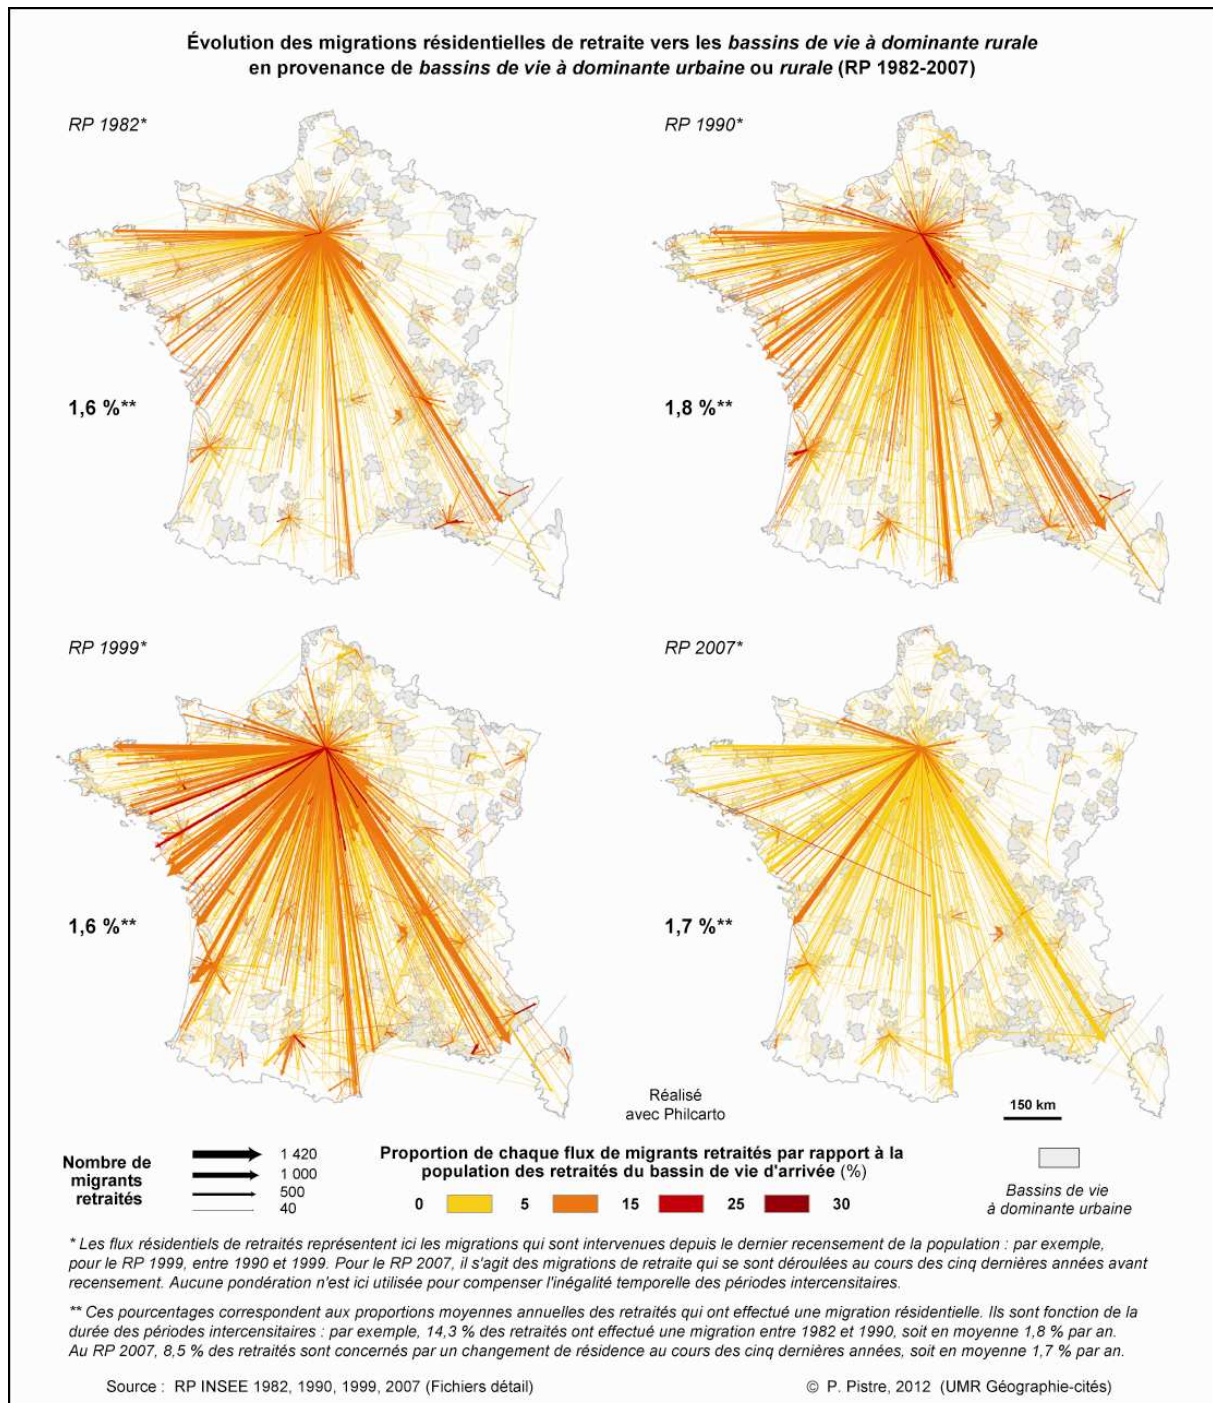 Évolution des migrations résidentielles de retraite vers les bassins de vie à dominante rurale
en provenance de bassins de vie à dominante urbaine ou rurale (RP 1982-2007)
RP 1982*
RP 1990*
1,6 %**
1,8 %**
RP 1999*
RP 2007*
1,6 %**
1,7 %**
Réalisé
avec Philcarto
150 km
Nombre de
migrants
retraités
1 420
1 000
500
40
Proportion de chaque flux de migrants retraités par rapport à la
population des retraités du bassin de vie d'arrivée (%)
0 5 15 25 30
Bassins de vie
à dominante urbaine
* Les flux résidentiels de retraités représentent ici les migrations qui sont intervenues depuis le dernier recensement de la population : par exemple,
pour le RP 1999, entre 1990 et 1999. Pour le RP 2007, il s'agit des migrations de retraite qui se sont déroulées au cours des cinq dernières années avant
recensement. Aucune pondération n'est ici utilisée pour compenser l'inégalité temporelle des périodes intercensitaires.
** Ces pourcentages correspondent aux proportions moyennes annuelles des retraités qui ont effectué une migration résidentielle. Ils sont fonction de la
durée des périodes intercensitaires : par exemple, 14,3 % des retraités ont effectué une migration entre 1982 et 1990, soit en moyenne 1,8 % par an.
Au RP 2007, 8,5 % des retraités sont concernés par un changement de résidence au cours des cinq dernières années, soit en moyenne 1,7 % par an.
Source : RP INSEE 1982, 1990, 1999, 2007 (Fichiers détail)
© P. Pistre, 2012 (UMR Géographie-cités)